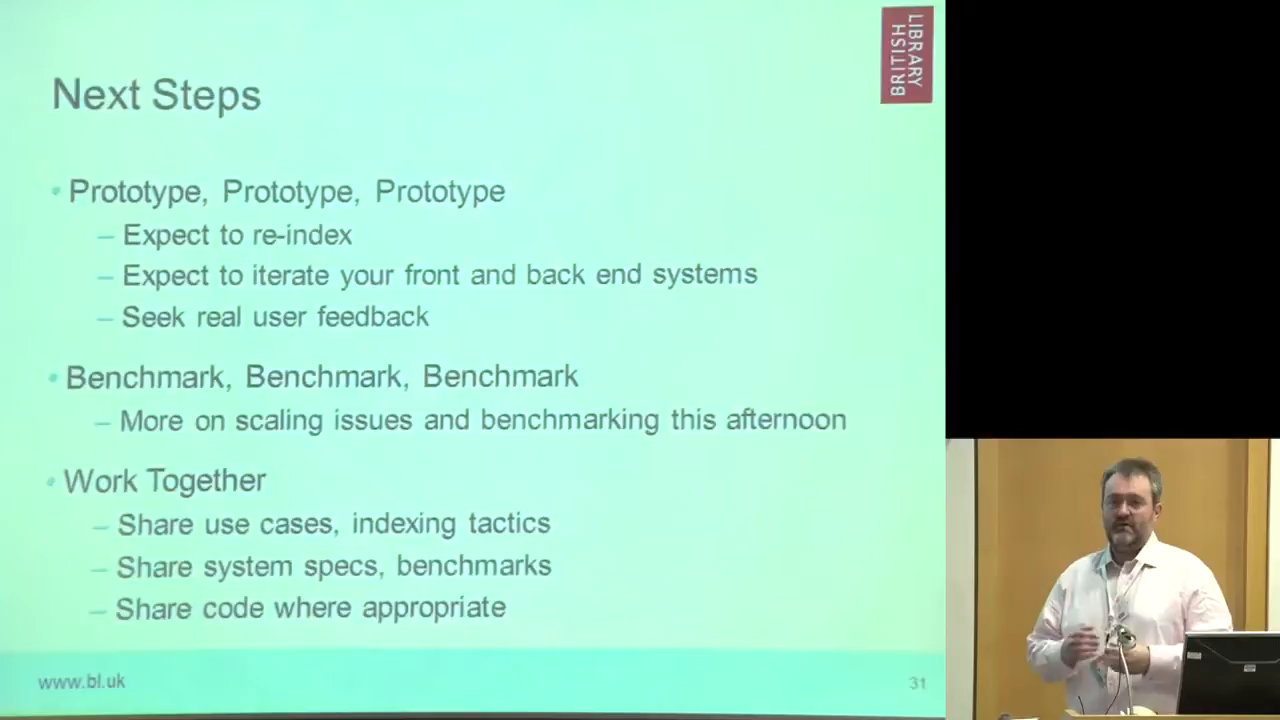 Next Steps
LIBRARY
BRITISH
• Prototype, Prototype, Prototype
– Expect to re-index
– Expect to iterate your front and back end systems
– Seek real user feedback
• Benchmark, Benchmark, Benchmark
– More on scaling issues and benchmarking this afternoon
• Work Together
– Share use cases, indexing tactics
– Share system specs, benchmarks
– Share code where appropriate
www.bl.uk
31